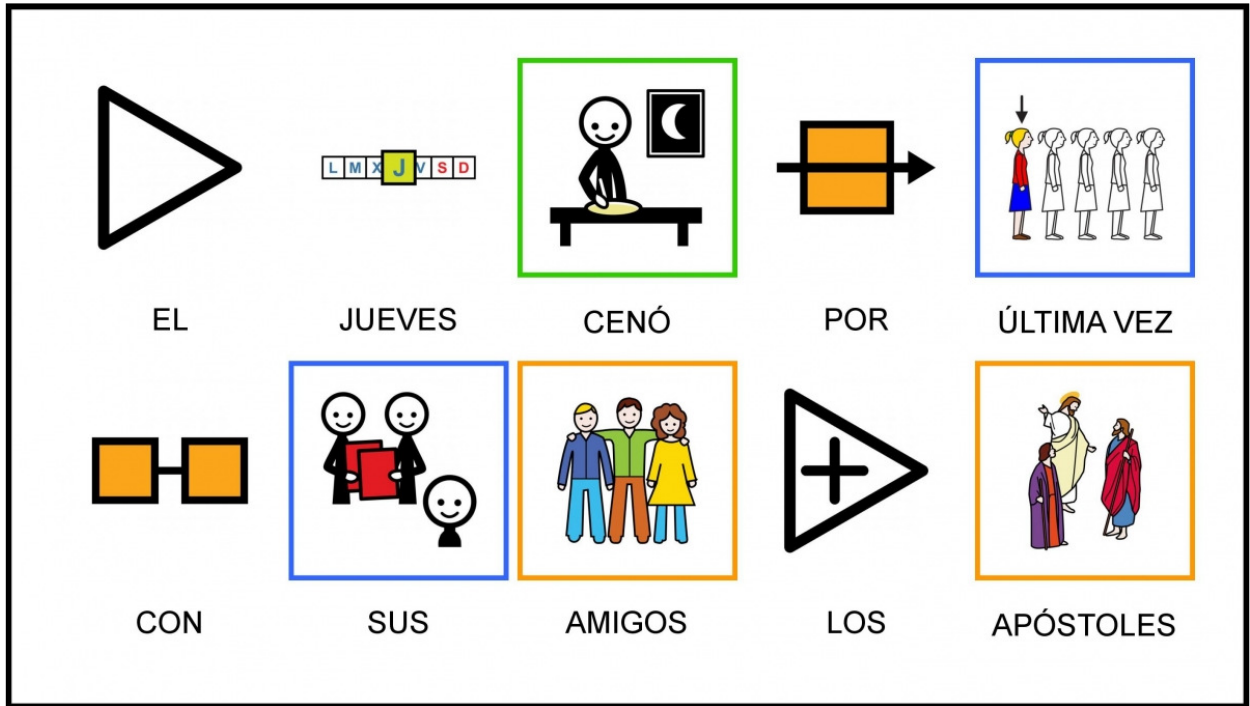 L M X J V S D
EL JUEVES CENÓ POR ÚLTIMA VEZ
CON SUS AMIGOS LOS APÓSTOLES